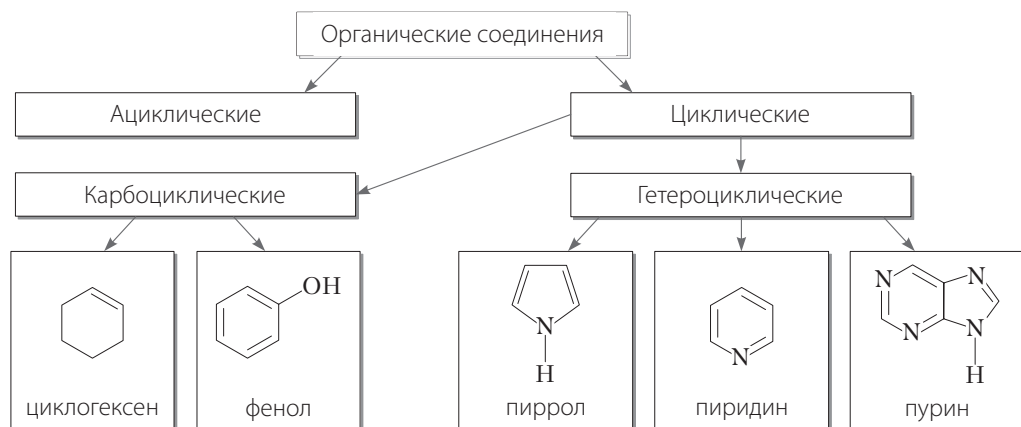 Органические соединения
Ациклические
Циклические
Карбоциклические
Гетероциклические
OH
N
H
N
N
N
N
N
H
циклогексен
фенол
пиррол
пиридин
пурин